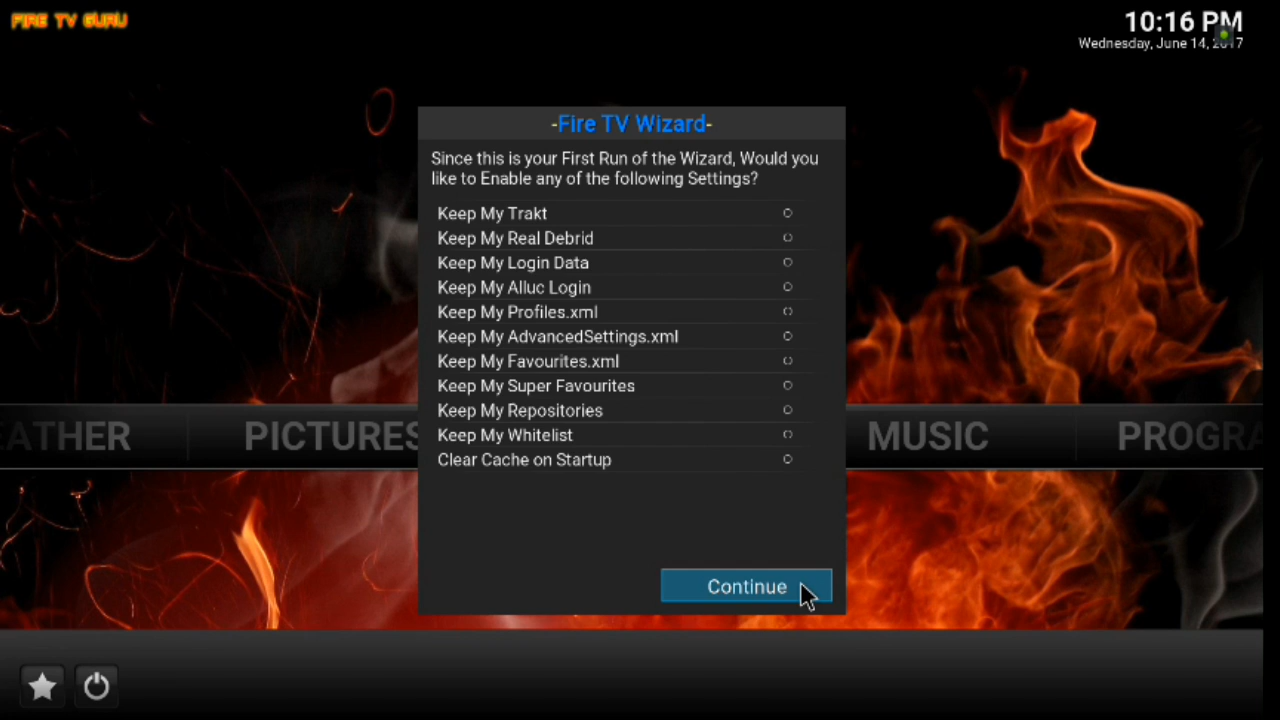 FIRE TV GURU
10:16 PM
Wednesday, June 14, 2017
-Fire TV Wizard-
Since this is your First Run of the Wizard, Would you
like to Enable any of the following Settings?
Keep My Trakt
Keep My Real Debrid
Keep My Login Data
Keep My Alluc Login
Keep My Profiles.xml
Keep My AdvancedSettings.xml
Keep My Favourites.xml
Keep My Super Favourites
Keep My Repositories
Keep My Whitelist
Clear Cache on Startup
EATHER
PICTURES
MUSIC
PROGRA
Continue